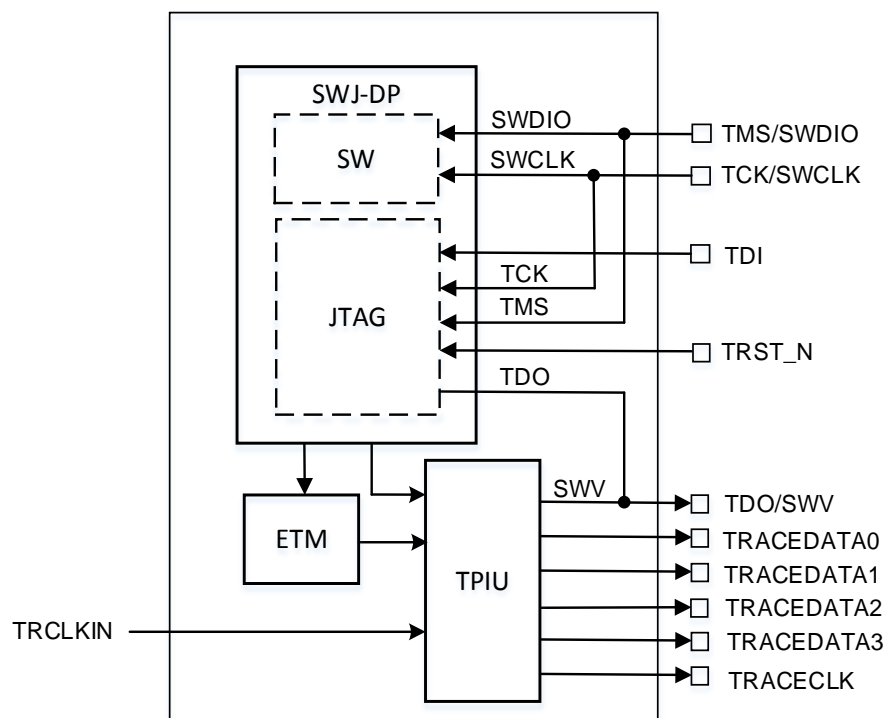 SWJ-DP
SWDIO
TMS/SWDIO
SW
SWCLK
TCK/SWCLK
TDI
TCK
JTAG
TMS
TRST_N
TDO
SWV
TDO/SWV
ETM
TRACEDATA0
TPIU
TRACEDATA1
TRACEDATA2
TRCLKIN
TRACEDATA3
TRACECLK